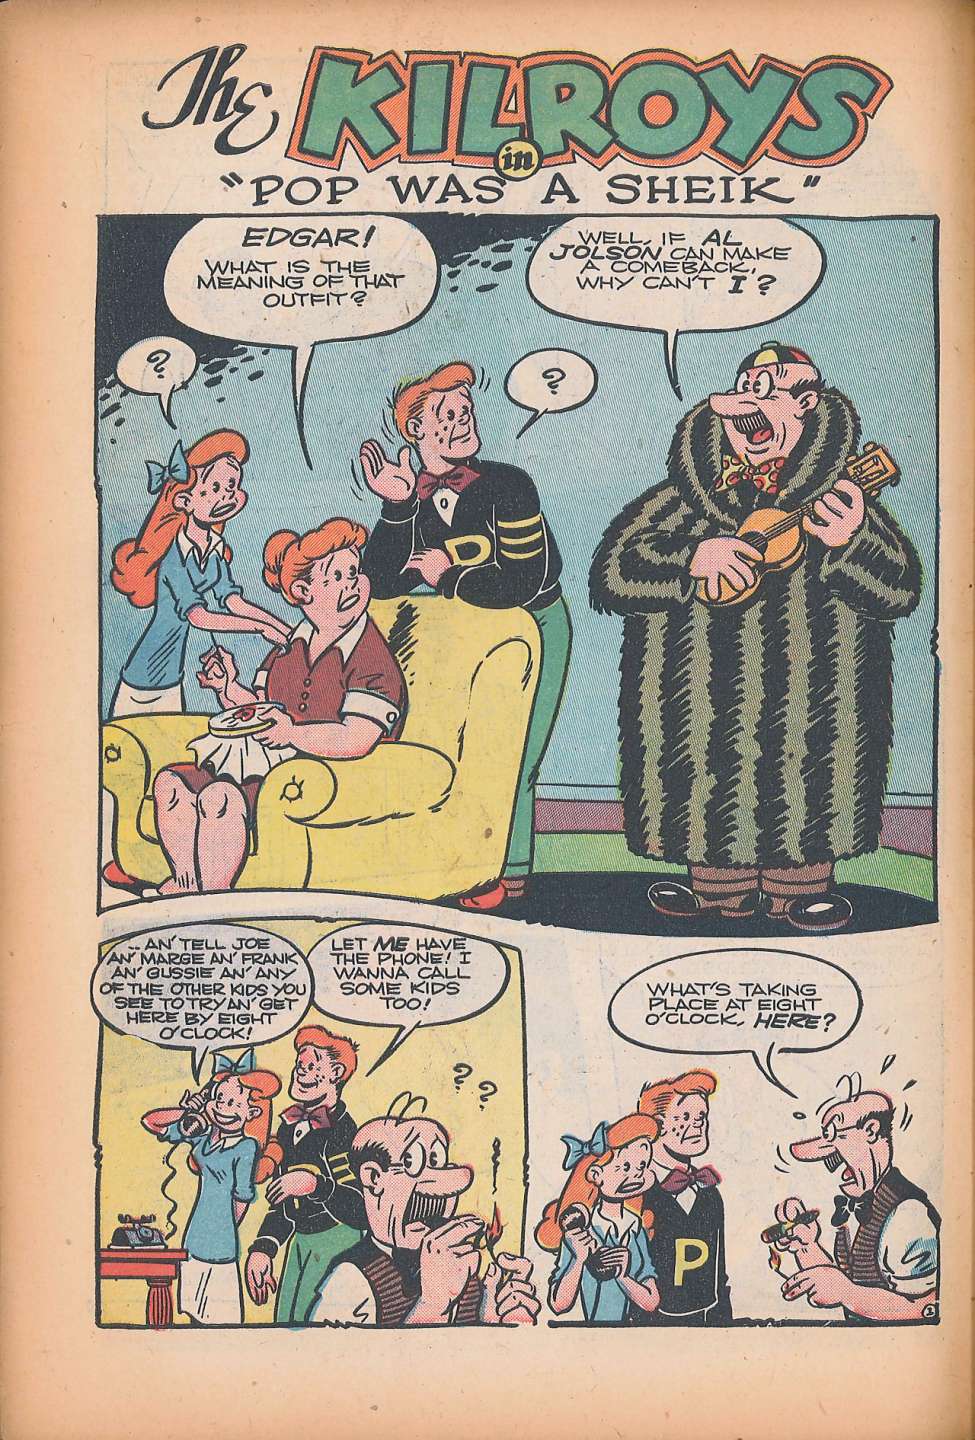 The KILROYS
in
"POP WAS A SHEIK"
EDGAR!
WHAT IS THE
MEANING OF THAT
OUTFIT?
WELL, IF AL
JOLSON CAN MAKE
A COMEBACK,
WHY CAN'T I?
?
?
P
... AN' TELL JOE
AN' MARGE AN' FRANK
AN' GUSSIE AN' ANY
OF THE OTHER KIDS YOU
SEE TO TRY AN' GET
HERE BY EIGHT
O'CLOCK!
LET ME HAVE
THE PHONE! I
WANNA CALL
SOME KIDS
TOO!
? ?
WHAT'S TAKING
PLACE AT EIGHT
O'CLOCK, HERE?
P